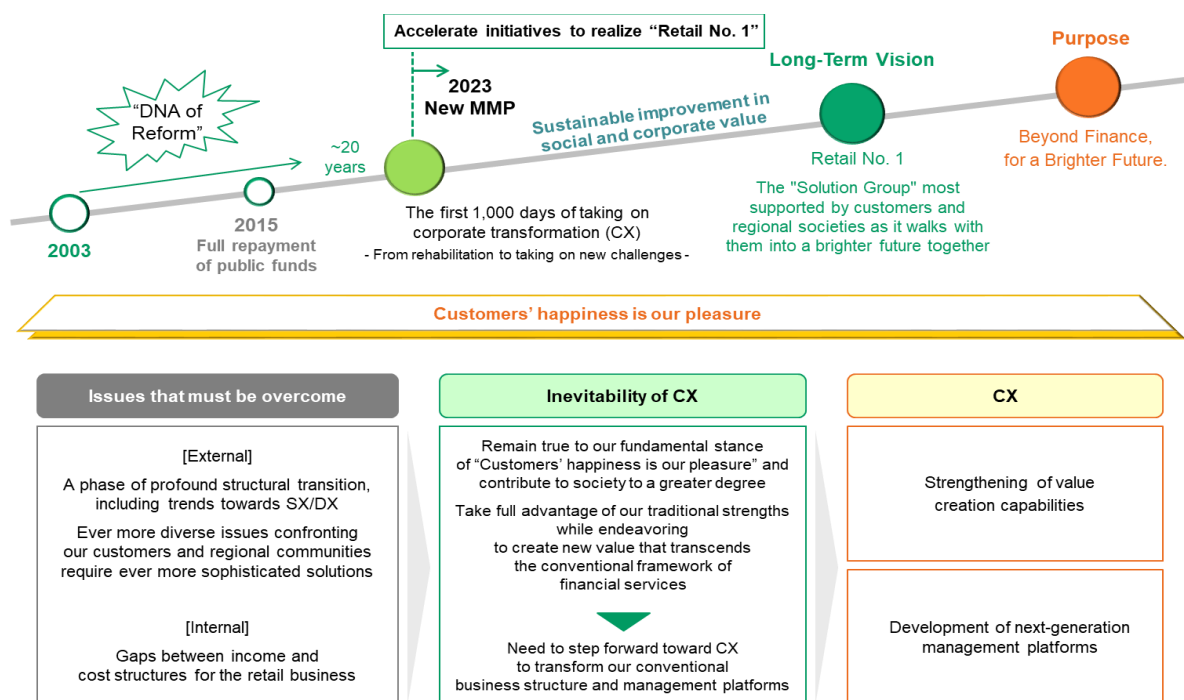 Accelerate initiatives to realize “Retail No. 1”
“DNA of
Reform”
~20
years
2023
New MMP
Sustainable improvement in
social and corporate value
Long-Term Vision
Purpose
2003
2015
Full repayment
of public funds
The first 1,000 days of taking on
corporate transformation (CX)
- From rehabilitation to taking on new challenges -
Retail No. 1
The "Solution Group" most
supported by customers and
regional societies as it walks with
them into a brighter future together
Beyond Finance,
for a Brighter Future.
Customers’ happiness is our pleasure
Issues that must be overcome
[External]
A phase of profound structural transition,
including trends towards SX/DX
Ever more diverse issues confronting
our customers and regional communities
require ever more sophisticated solutions
[Internal]
Gaps between income and
cost structures for the retail business
Inevitability of CX
Remain true to our fundamental stance
of “Customers’ happiness is our pleasure” and
contribute to society to a greater degree
Take full advantage of our traditional strengths
while endeavoring
to create new value that transcends
the conventional framework of
financial services
Need to step forward toward CX
to transform our conventional
business structure and management platforms
CX
Strengthening of value
creation capabilities
Development of next-generation
management platforms